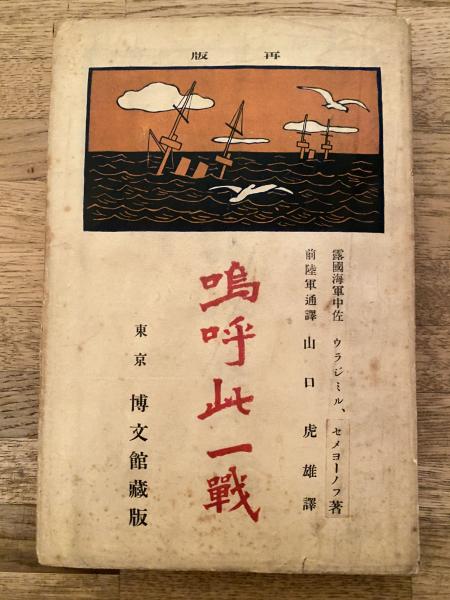 再版
露國海軍中佐 ウラジミル、セメヨーノフ著
前陸軍通譯 山口虎雄譯
嗚呼此一戰
東京 博文館藏版